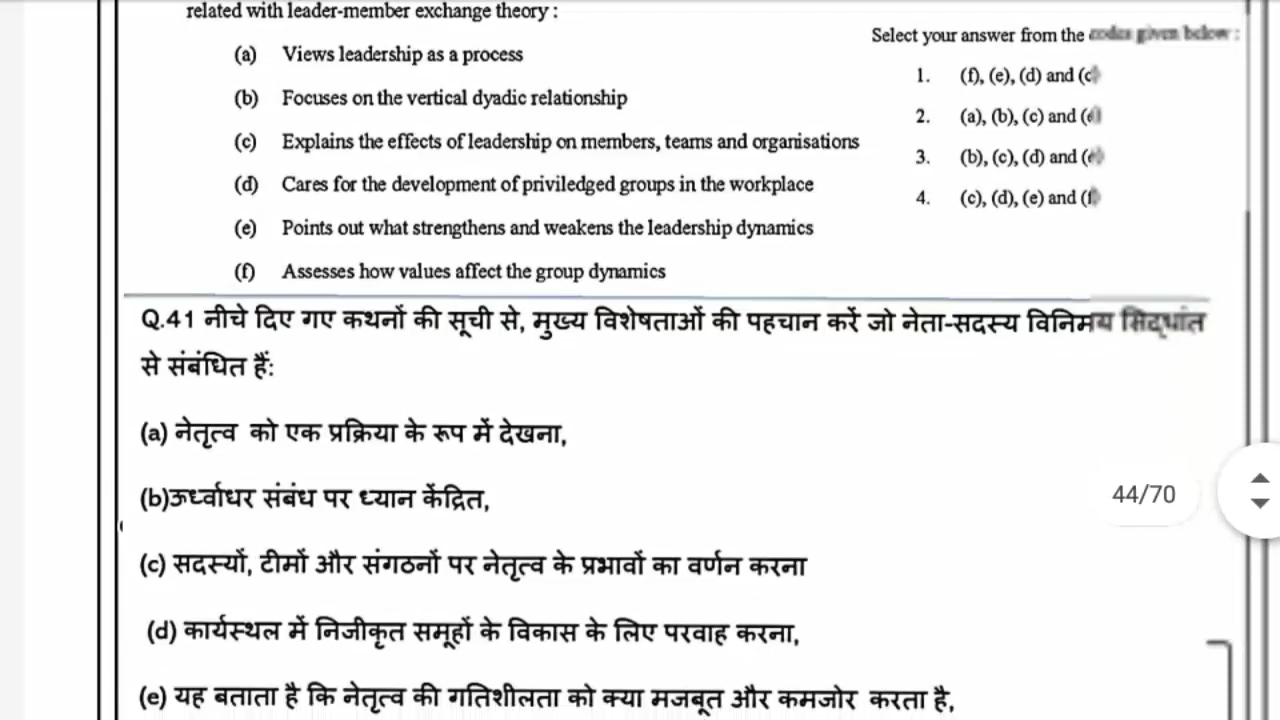 related with leader-member exchange theory :
(a) Views leadership as a process
(b) Focuses on the vertical dyadic relationship
(c) Explains the effects of leadership on members, teams and organisations
(d) Cares for the development of priviledged groups in the workplace
(e) Points out what strengthens and weakens the leadership dynamics
(f) Assesses how values affect the group dynamics
Select your answer from the codes given below :
1. (f), (e), (d) and (c)
2. (a), (b), (c) and
3. (b), (c), (d) and
4. (c), (d), (e) and (f)
Q.41 नीचे दिए गए कथनों की सूची से, मुख्य विशेषताओं की पहचान करें जो नेता-सदस्य विनिमय सिद्धांत
से संबंधित हैं:
(a) नेतृत्व को एक प्रक्रिया के रूप में देखना,
(b)ऊर्ध्वाधर संबंध पर ध्यान केंद्रित,
(c) सदस्यों, टीमों और संगठनों पर नेतृत्व के प्रभावों का वर्णन करना
(d) कार्यस्थल में निजीकृत समूहों के विकास के लिए परवाह करना,
(e) यह बताता है कि नेतृत्व की गतिशीलता को क्या मजबूत और कमजोर करता है,
44/70